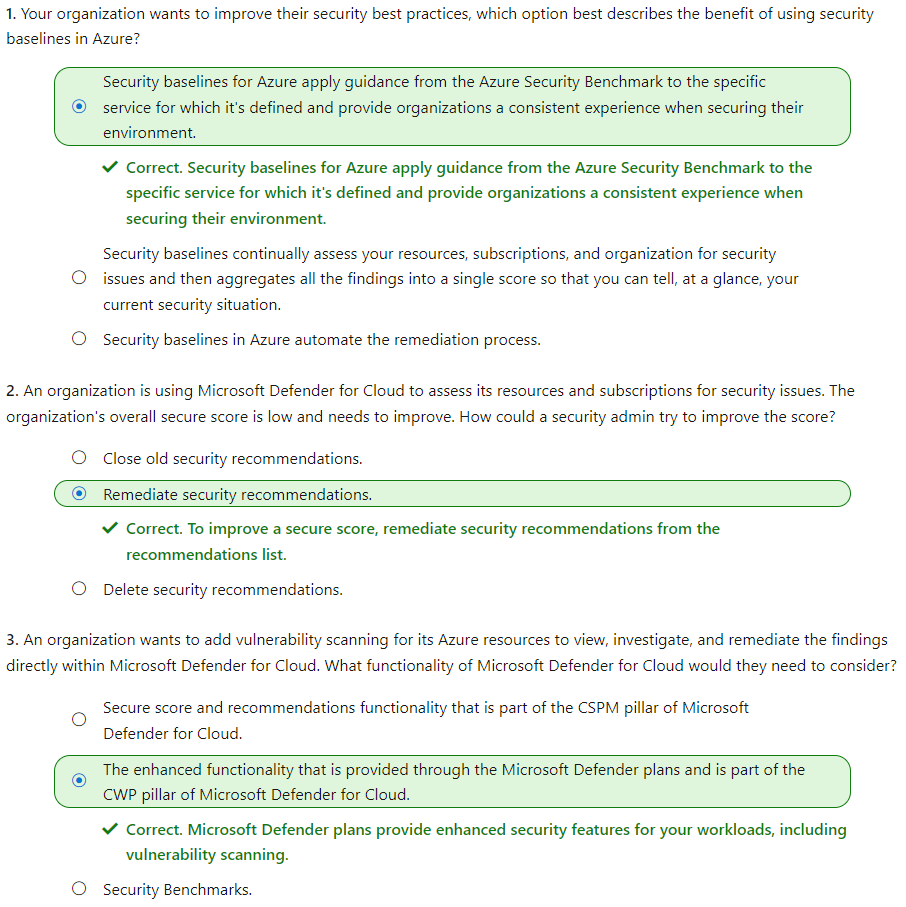 1. Your organization wants to improve their security best practices, which option best describes the benefit of using security
baselines in Azure?
Security baselines for Azure apply guidance from the Azure Security Benchmark to the specific
service for which it's defined and provide organizations a consistent experience when securing their
environment.
Correct. Security baselines for Azure apply guidance from the Azure Security Benchmark to the
specific service for which it's defined and provide organizations a consistent experience when
securing their environment.
Security baselines continually assess your resources, subscriptions, and organization for security
issues and then aggregates all the findings into a single score so that you can tell, at a glance, your
current security situation.
Security baselines in Azure automate the remediation process.
2. An organization is using Microsoft Defender for Cloud to assess its resources and subscriptions for security issues. The
organization's overall secure score is low and needs to improve. How could a security admin try to improve the score?
Close old security recommendations.
Remediate security recommendations.
Correct. To improve a secure score, remediate security recommendations from the
recommendations list.
Delete security recommendations.
3. An organization wants to add vulnerability scanning for its Azure resources to view, investigate, and remediate the findings
directly within Microsoft Defender for Cloud. What functionality of Microsoft Defender for Cloud would they need to consider?
Secure score and recommendations functionality that is part of the CSPM pillar of Microsoft
Defender for Cloud.
The enhanced functionality that is provided through the Microsoft Defender plans and is part of the
CWP pillar of Microsoft Defender for Cloud.
Correct. Microsoft Defender plans provide enhanced security features for your workloads, including
vulnerability scanning.
Security Benchmarks.